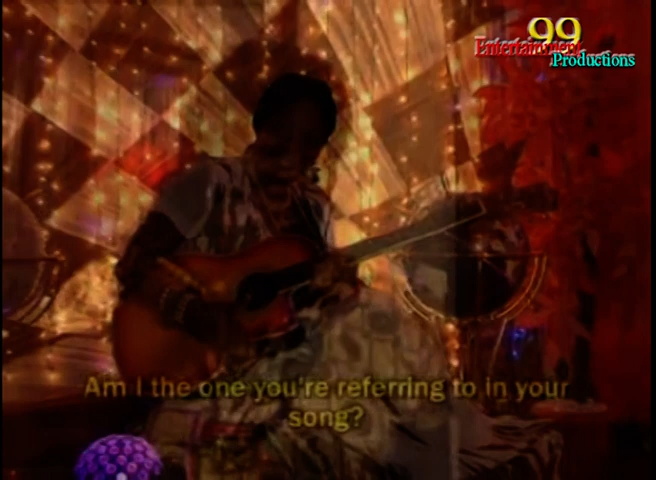 99
Entertainment
Productions
Am I the one you're referring to in your
song?